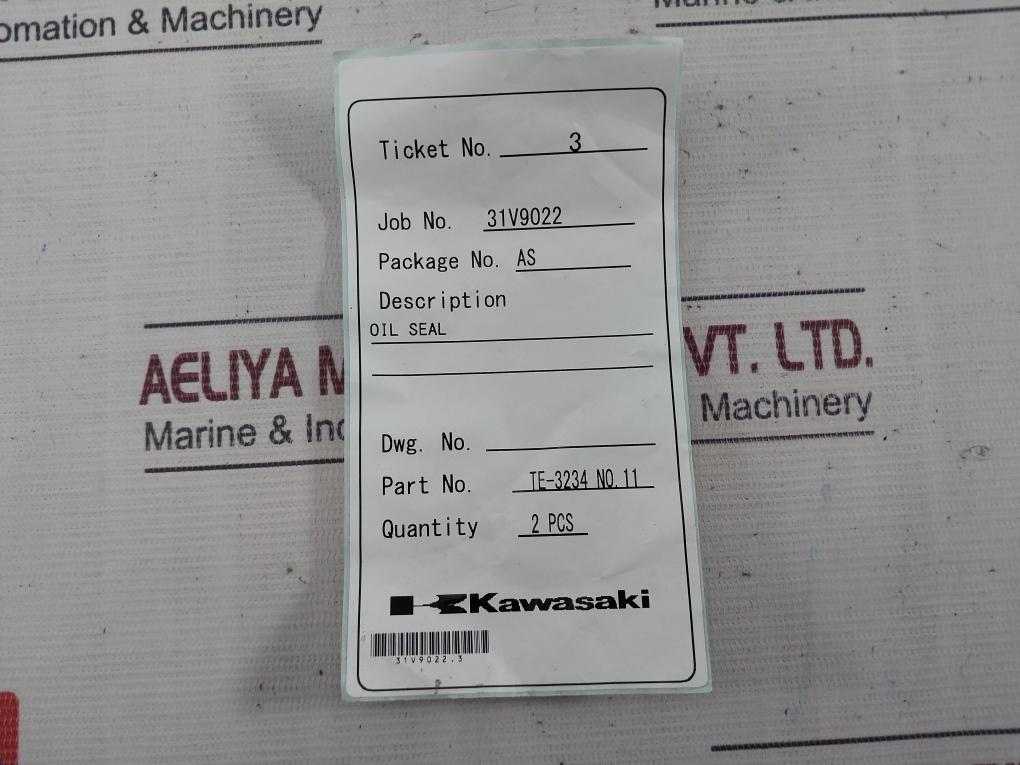 omation & Machinery
Ticket No. 3
Job No. 31V9022
Package No. AS
Description
OIL SEAL
AELIYA M VT. LTD.
Marine & Ind Machinery
Dwg. No.
Part No. TE-3234 NO.11
Quantity 2 PCS
Kawasaki
31V9022.3